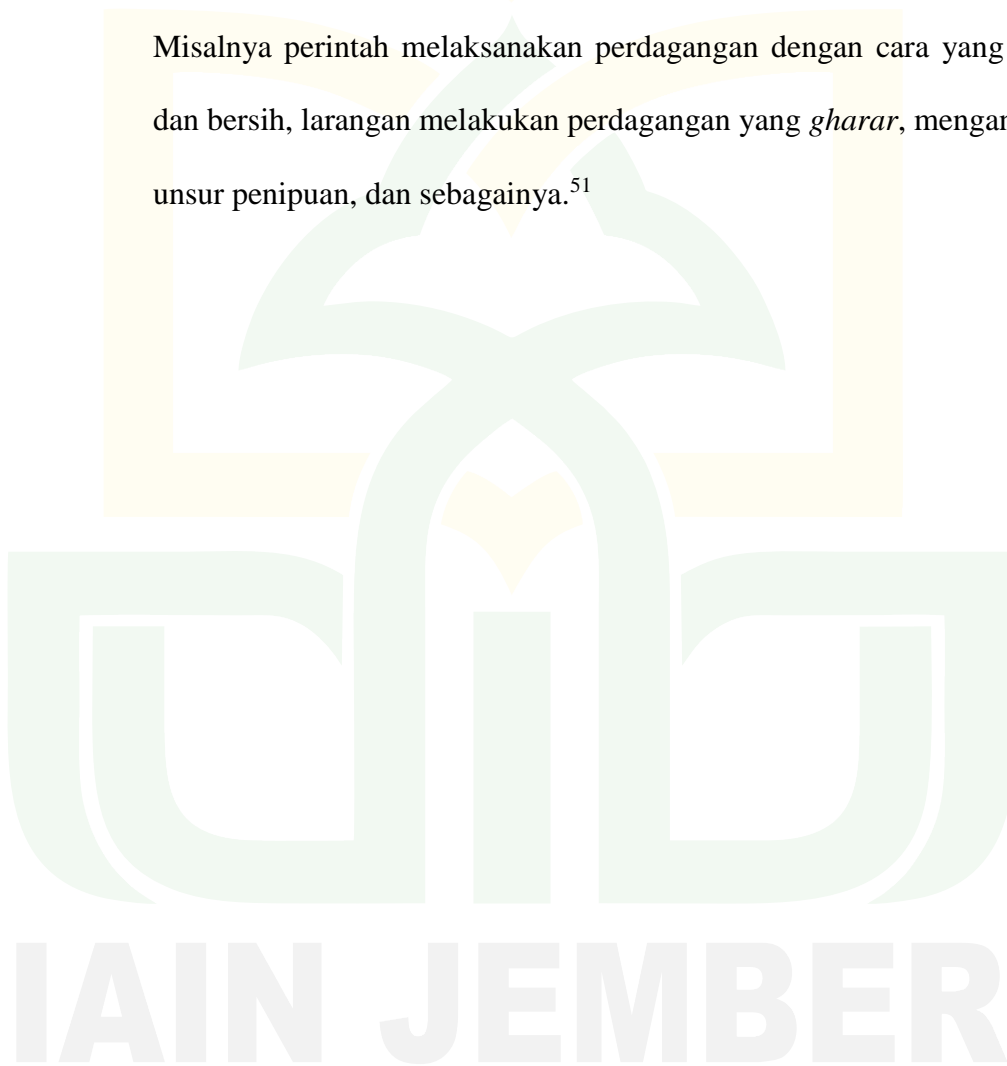 Misalnya perintah melaksanakan perdagangan dengan cara yang
dan bersih, larangan melakukan perdagangan yang gharar,
unsur penipuan, dan sebagainya.51
IAIN JEMBER